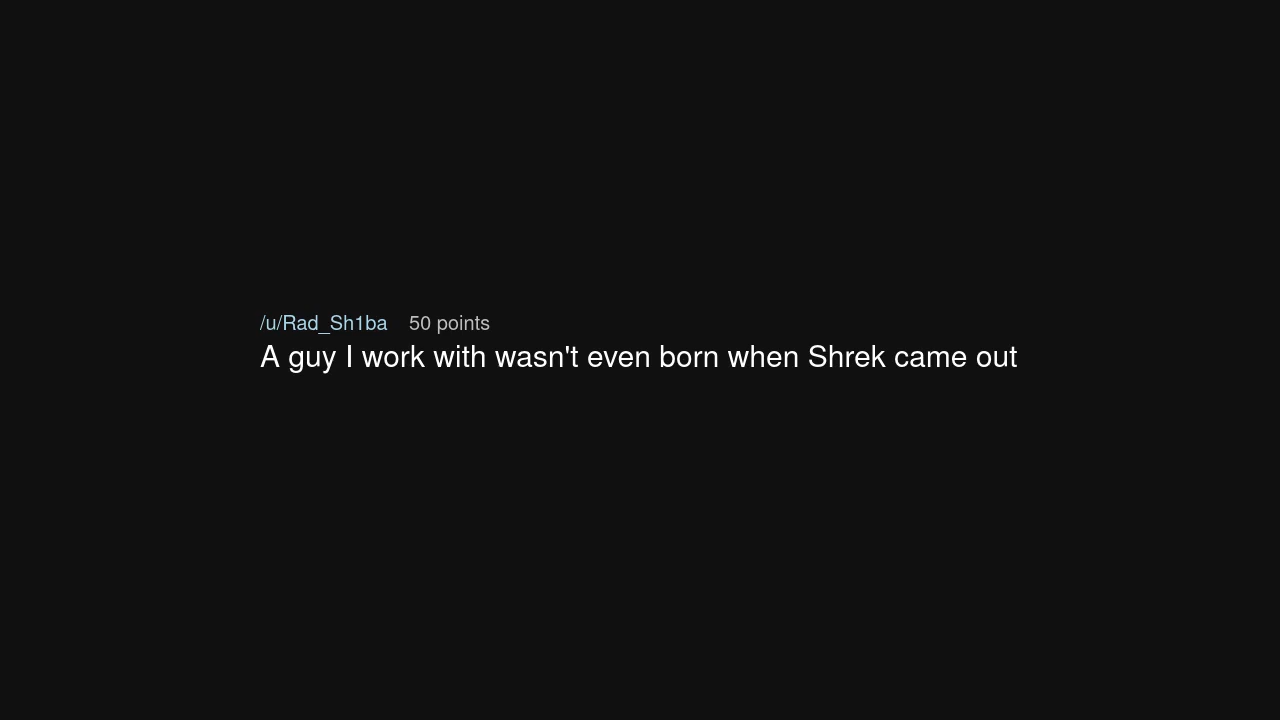 /u/Rad_Sh1ba 50 points
A guy I work with wasn't even born when Shrek came out